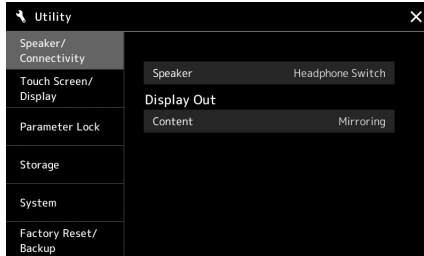 Utility
Speaker/
Connectivity
Touch Screen/
Display
Parameter Lock
Storage
System
Factory Reset/
Backup
Speaker Headphone Switch
Display Out
Content Mirroring